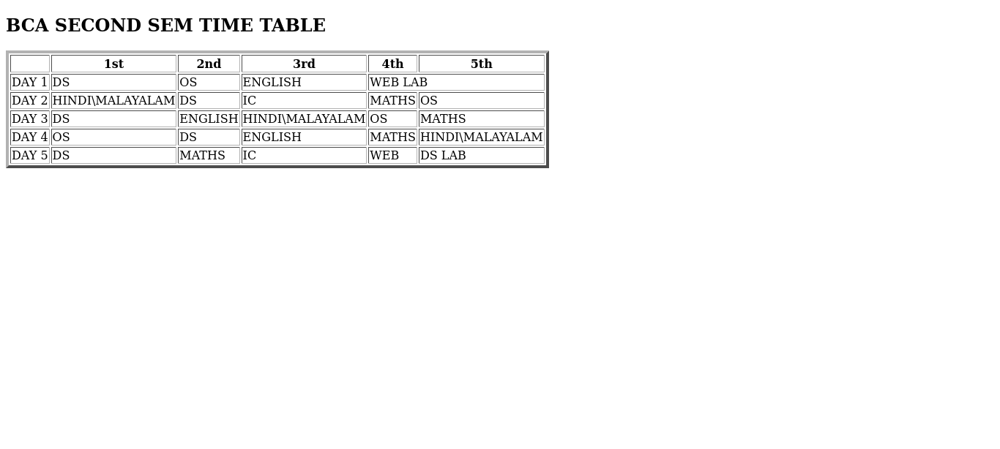 BCA SECOND SEM TIME TABLE
1st 2nd 3rd 4th 5th
DAY 1 DS OS ENGLISH WEB LAB
DAY 2 HINDI\MALAYALAM DS IC MATHS OS
DAY 3 DS ENGLISH HINDI\MALAYALAM OS MATHS
DAY 4 OS DS ENGLISH MATHS HINDI\MALAYALAM
DAY 5 DS MATHS IC WEB DS LAB